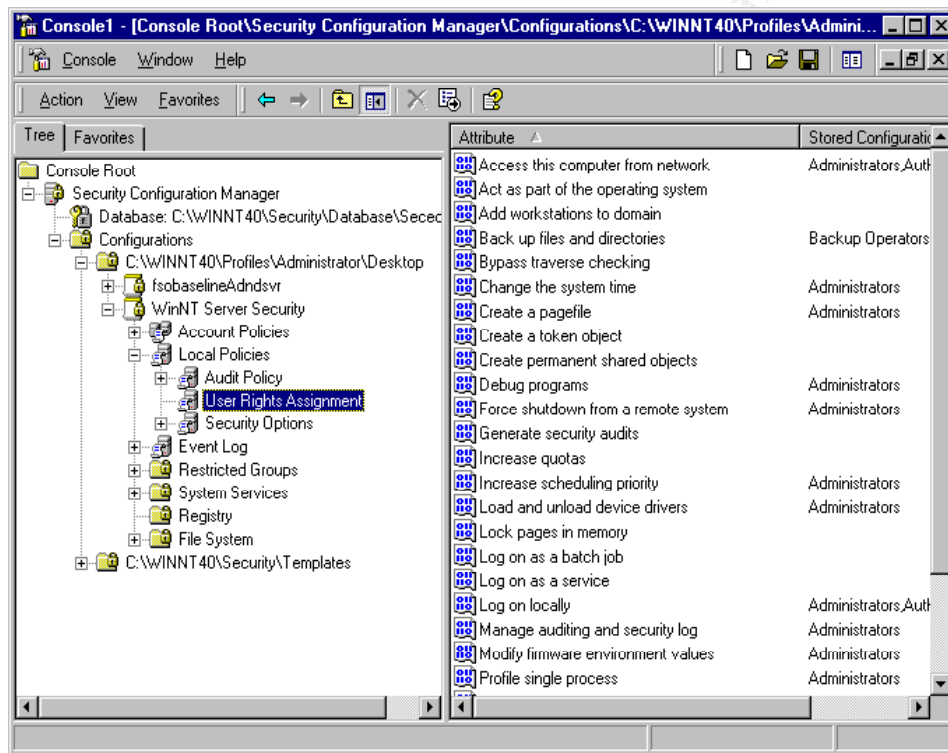 Console1 - [Console Root\Security Configuration Manager\Configurations\C:\WINNT40\Profiles\Admini...
Console Window Help
Action View Favorites
Tree Favorites
Console Root
Security Configuration Manager
Database: C:\WINNT40\Security\Database\Seced
Configurations
C:\WINNT40\Profiles\Administrator\Desktop
fsobaselineAdndsvr
WinNT Server Security
Account Policies
Local Policies
Audit Policy
User Rights Assignment
Security Options
Event Log
Restricted Groups
System Services
Registry
File System
C:\WINNT40\Security\Templates
Attribute Stored Configuratic
Access this computer from network Administrators,Auth
Act as part of the operating system
Add workstations to domain
Back up files and directories Backup Operators
Bypass traverse checking
Change the system time Administrators
Create a pagefile Administrators
Create a token object
Create permanent shared objects
Debug programs Administrators
Force shutdown from a remote system Administrators
Generate security audits
Increase quotas
Increase scheduling priority Administrators
Load and unload device drivers Administrators
Lock pages in memory
Log on as a batch job
Log on as a service
Log on locally Administrators,Auth
Manage auditing and security log Administrators
Modify firmware environment values Administrators
Profile single process Administrators